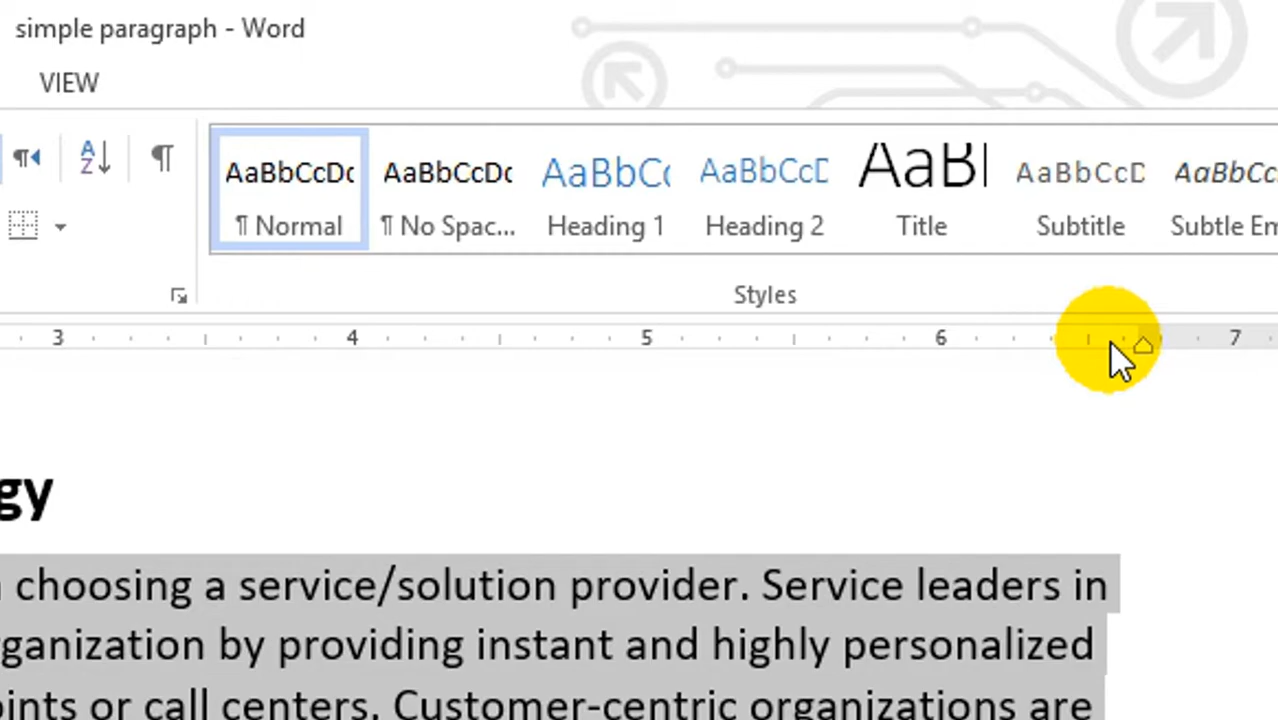 simple paragraph - Word
VIEW
AaBbCcDc AaBbCcDc AaBbCc AaBbCcD AaB AaBbCcD AaBbCc
¶ Normal ¶ No Spac... Heading 1 Heading 2 Title Subtitle Subtle Em
Styles
3 4 5 6 7
gy
choosing a service/solution provider. Service leaders in
ganization by providing instant and highly personalized
oints or call centers. Customer-centric organizations are